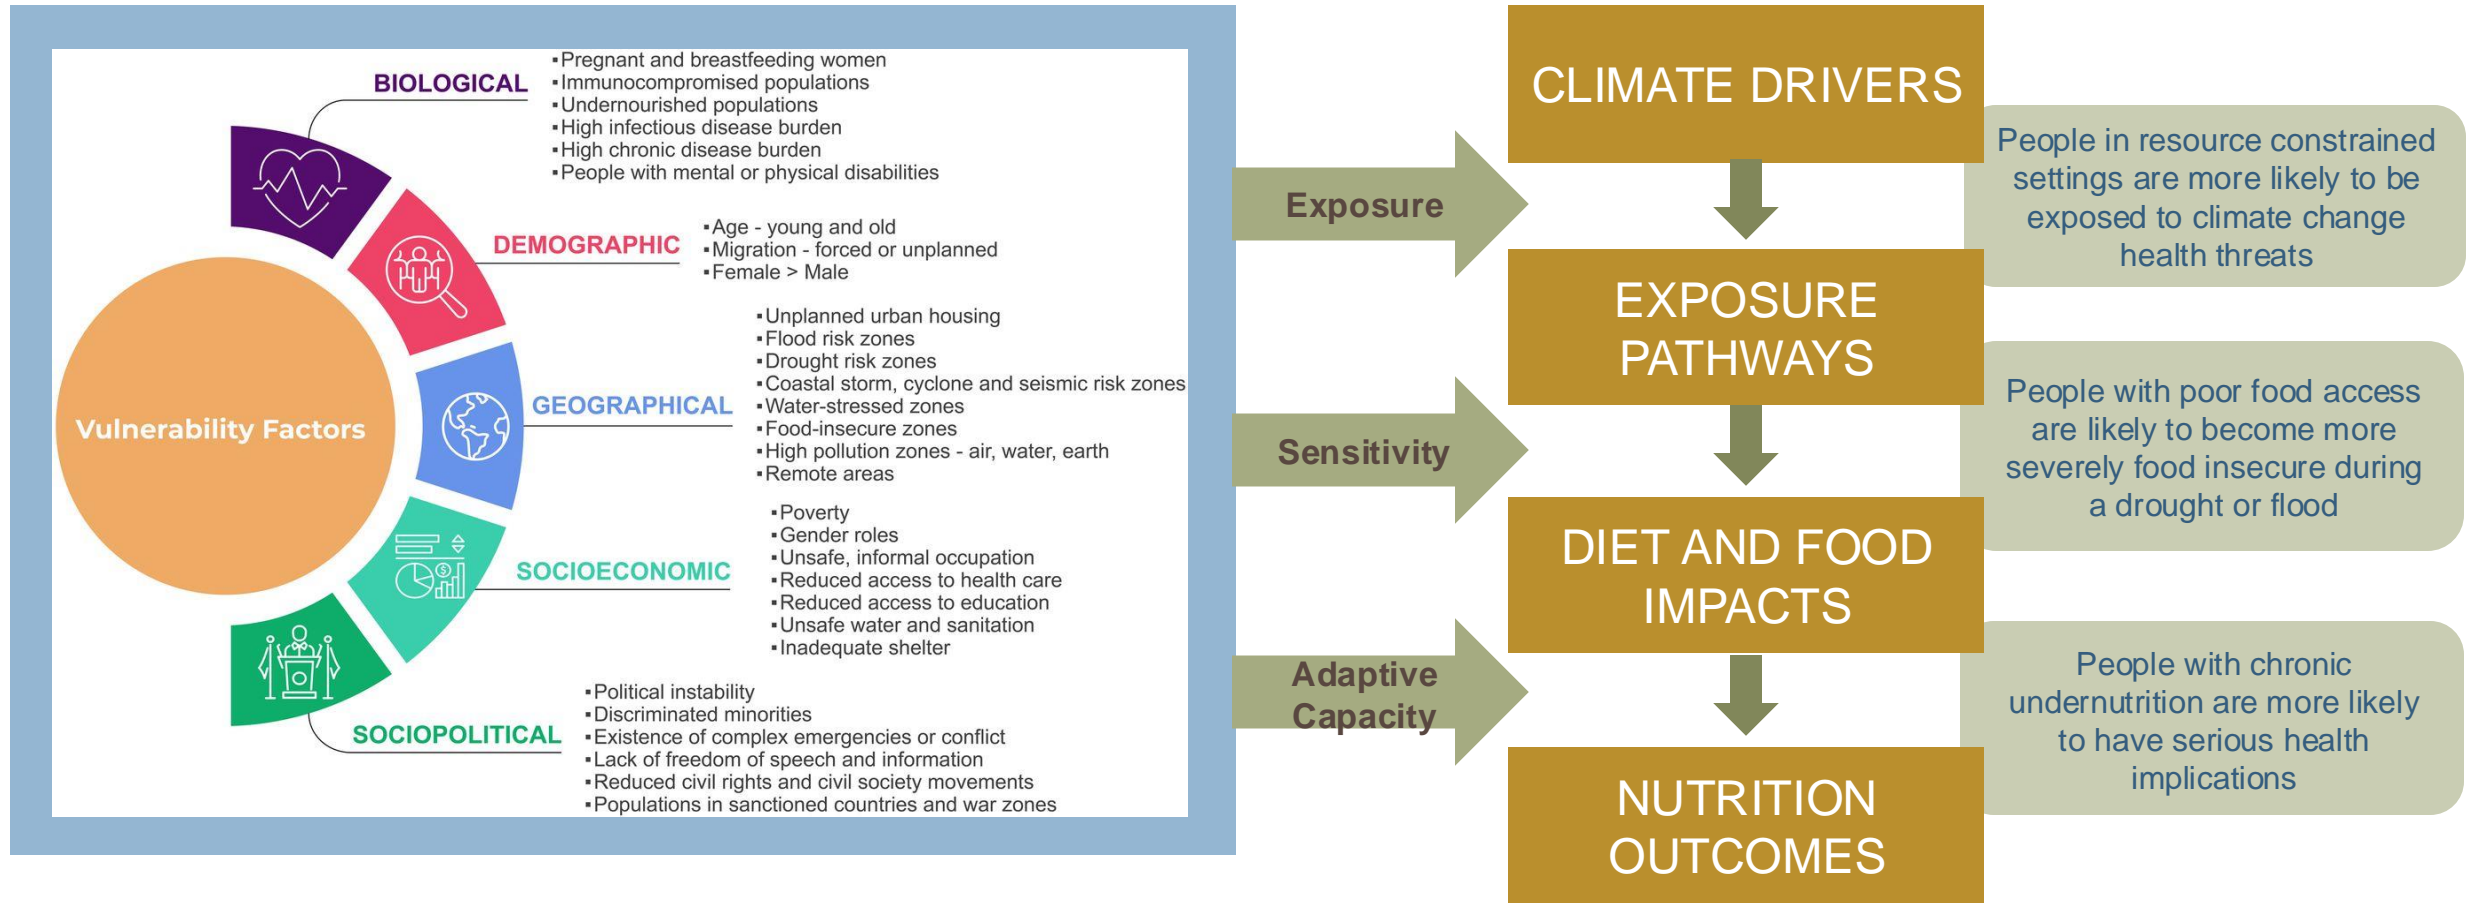 BIOLOGICAL
▪Pregnant and breastfeeding women
▪Immunocompromised populations
▪Undernourished populations
▪High infectious disease burden
▪High chronic disease burden
▪People with mental or physical disabilities
DEMOGRAPHIC
▪Age - young and old
▪Migration - forced or unplanned
▪Female > Male
Vulnerability Factors
GEOGRAPHICAL
▪Unplanned urban housing
▪Flood risk zones
▪Drought risk zones
▪Coastal storm, cyclone and seismic risk zones
▪Water-stressed zones
▪Food-insecure zones
▪High pollution zones - air, water, earth
▪Remote areas
SOCIOECONOMIC
▪Poverty
▪Gender roles
▪Unsafe, informal occupation
▪Reduced access to health care
▪Reduced access to education
▪Unsafe water and sanitation
▪Inadequate shelter
SOCIOPOLITICAL
▪Political instability
▪Discriminated minorities
▪Existence of complex emergencies or conflict
▪Lack of freedom of speech and information
▪Reduced civil rights and civil society movements
▪Populations in sanctioned countries and war zones
Exposure
Sensitivity
Adaptive
Capacity
CLIMATE DRIVERS
EXPOSURE
PATHWAYS
DIET AND FOOD
IMPACTS
NUTRITION
OUTCOMES
People in resource constrained
settings are more likely to be
exposed to climate change
health threats
People with poor food access
are likely to become more
severely food insecure during
a drought or flood
People with chronic
undernutrition are more likely
to have serious health
implications